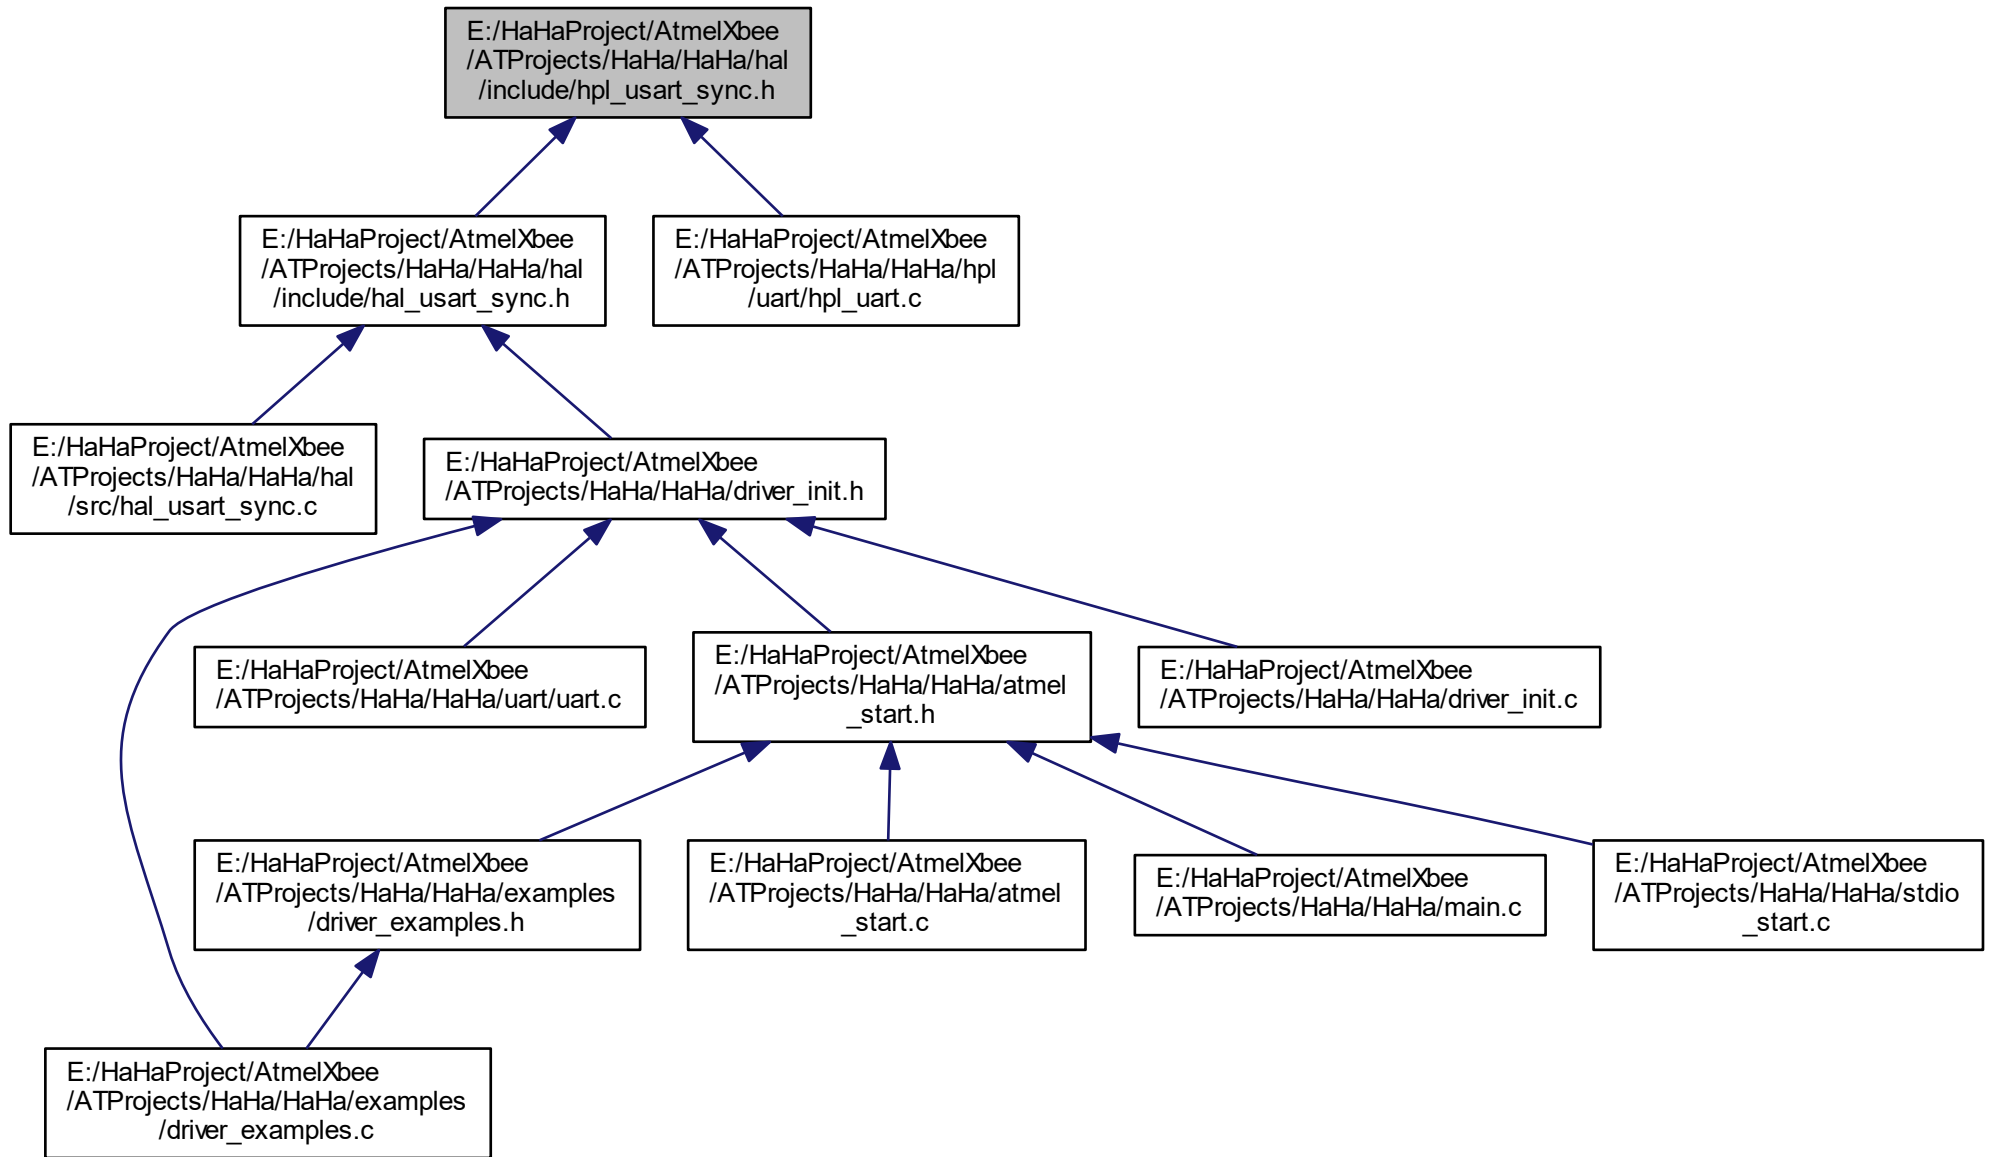 E:/HaHaProject/AtmelXbee
/ATProjects/HaHa/HaHa/hal
/include/hpl_usart_sync.h
E:/HaHaProject/AtmelXbee
/ATProjects/HaHa/HaHa/hal
/include/hal_usart_sync.h
E:/HaHaProject/AtmelXbee
/ATProjects/HaHa/HaHa/hpl
/uart/hpl_uart.c
E:/HaHaProject/AtmelXbee
/ATProjects/HaHa/HaHa/hal
/src/hal_usart_sync.c
E:/HaHaProject/AtmelXbee
/ATProjects/HaHa/HaHa/driver_init.h
E:/HaHaProject/AtmelXbee
/ATProjects/HaHa/HaHa/uart/uart.c
E:/HaHaProject/AtmelXbee
/ATProjects/HaHa/HaHa/atmel
_start.h
E:/HaHaProject/AtmelXbee
/ATProjects/HaHa/HaHa/driver_init.c
E:/HaHaProject/AtmelXbee
/ATProjects/HaHa/HaHa/examples
/driver_examples.h
E:/HaHaProject/AtmelXbee
/ATProjects/HaHa/HaHa/atmel
_start.c
E:/HaHaProject/AtmelXbee
/ATProjects/HaHa/HaHa/main.c
E:/HaHaProject/AtmelXbee
/ATProjects/HaHa/HaHa/stdio
_start.c
E:/HaHaProject/AtmelXbee
/ATProjects/HaHa/HaHa/examples
/driver_examples.c